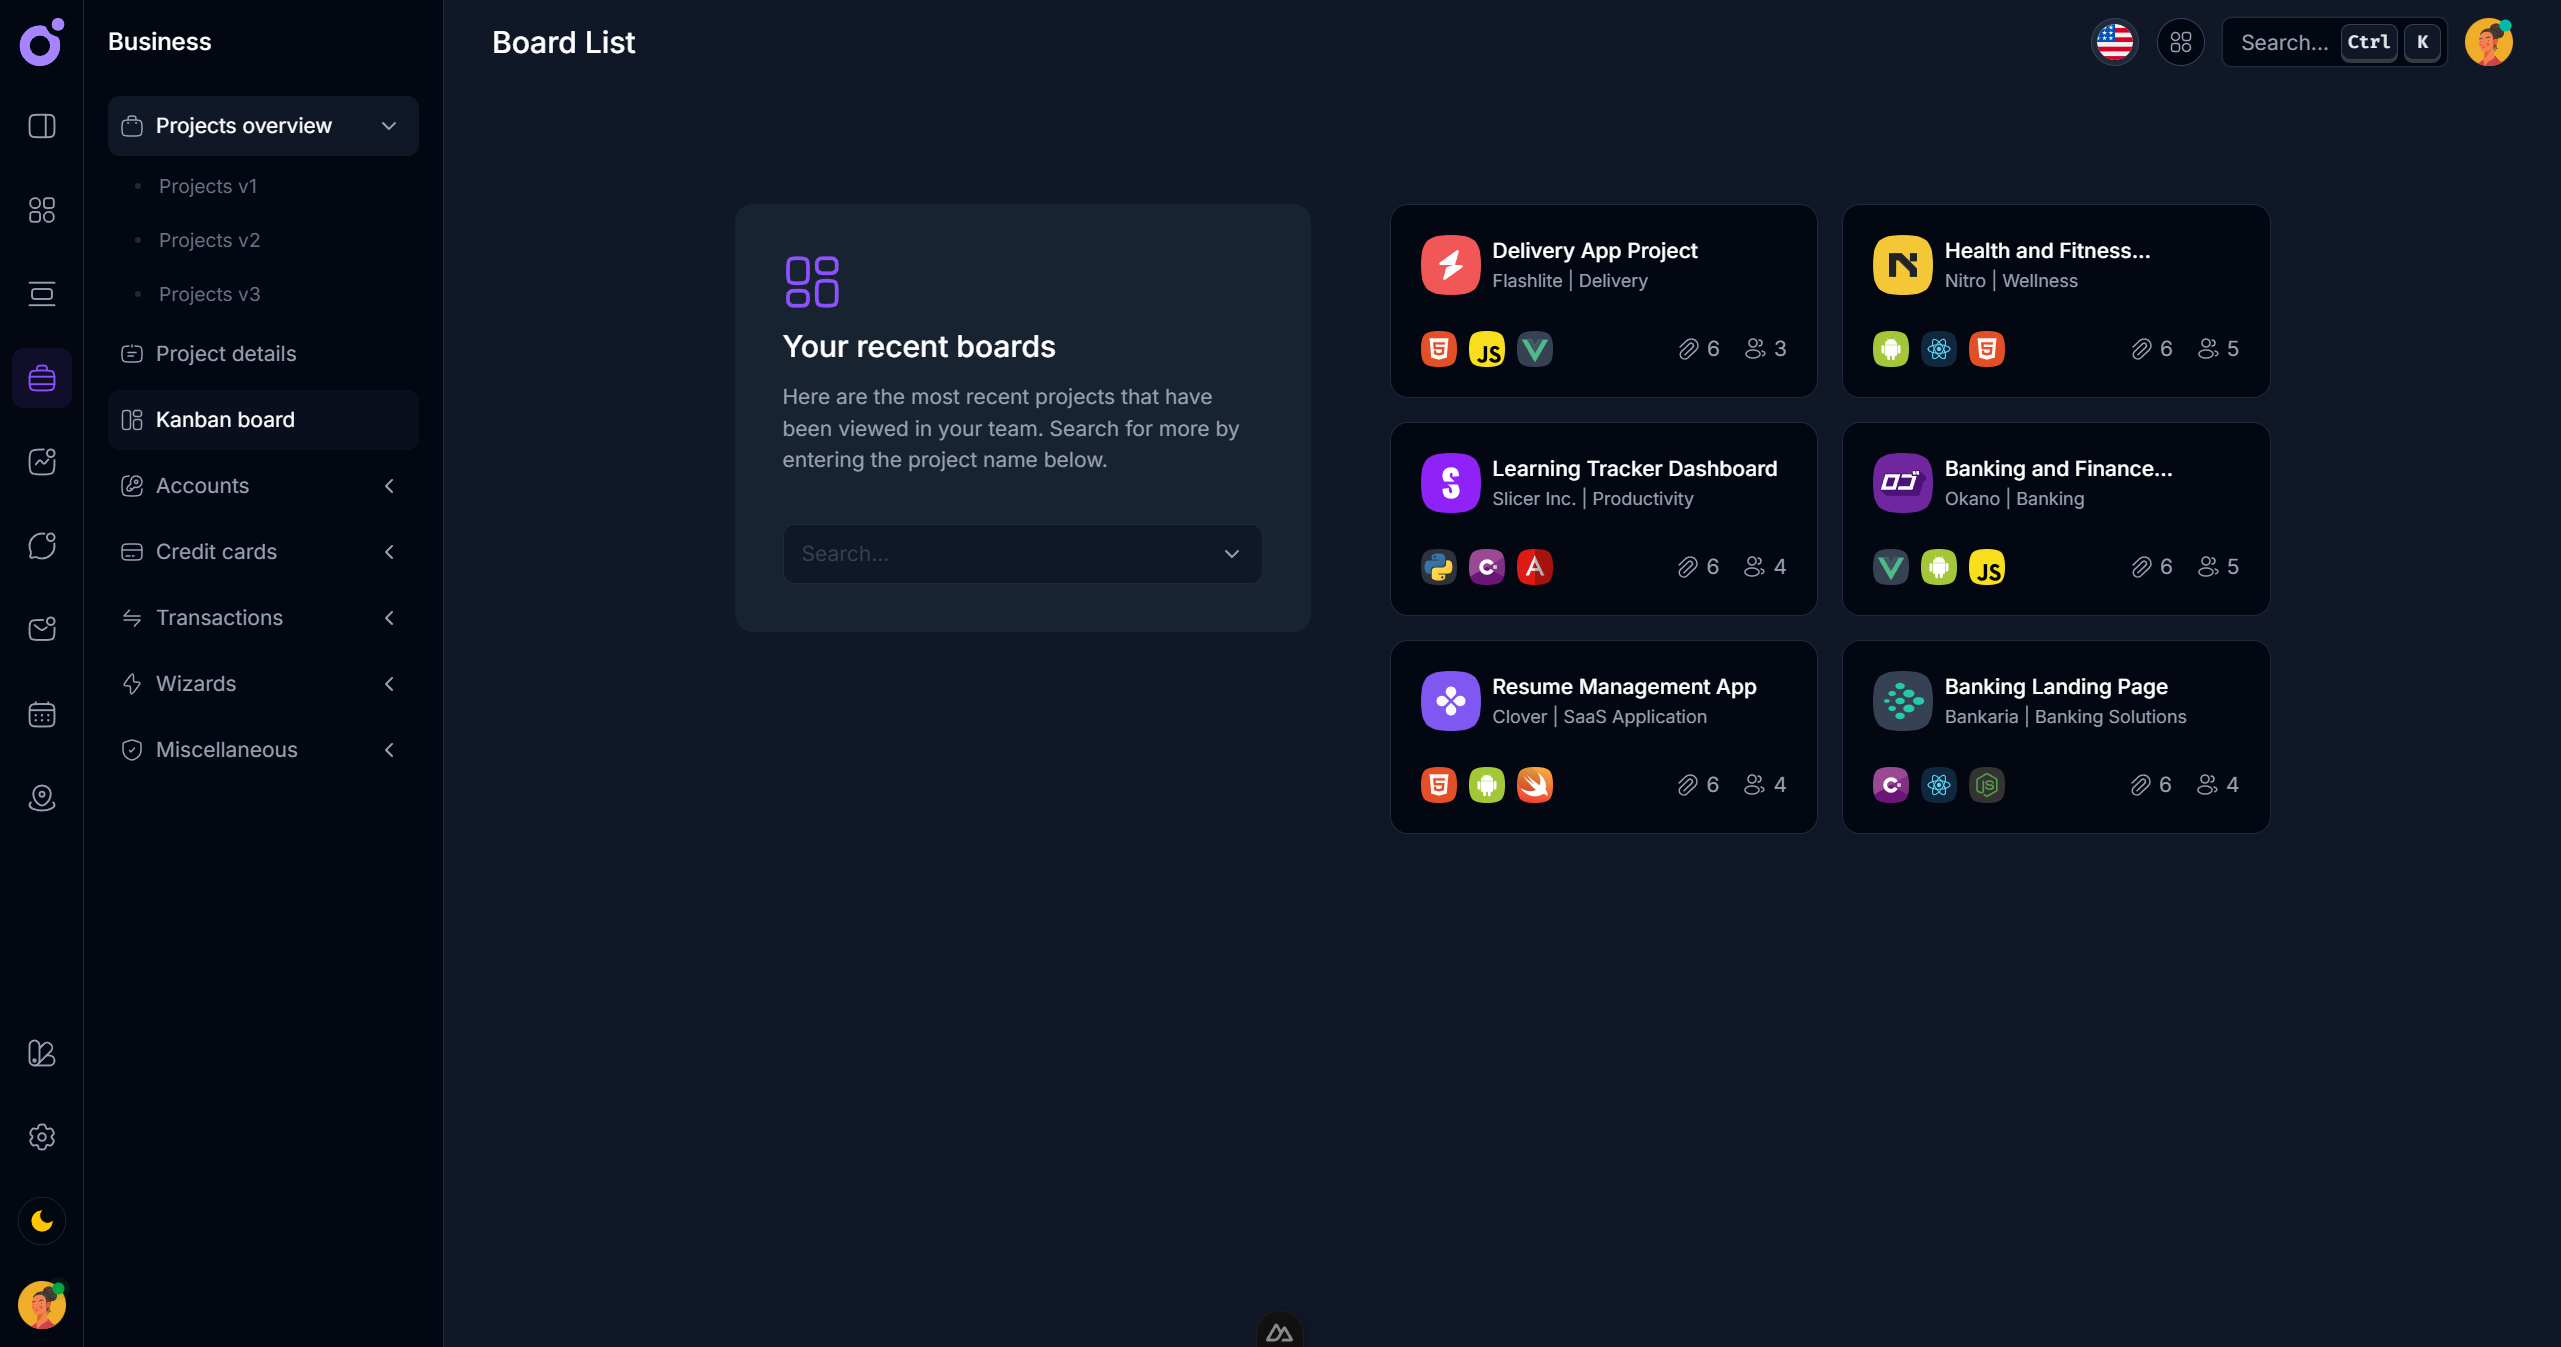 Business
Projects overview
Projects v1
Projects v2
Projects v3
Project details
Kanban board
Accounts
Credit cards
Transactions
Wizards
Miscellaneous
Board List
Search...
Ctrl
K
Your recent boards
Here are the most recent projects that have
been viewed in your team. Search for more by
entering the project name below.
Search...
Delivery App Project
Flashlite | Delivery
JS
6
3
Health and Fitness...
Nitro | Wellness
6
5
Learning Tracker Dashboard
Slicer Inc. | Productivity
6
4
Banking and Finance...
Okano | Banking
JS
6
5
Resume Management App
Clover | SaaS Application
6
4
Banking Landing Page
Bankaria | Banking Solutions
6
4